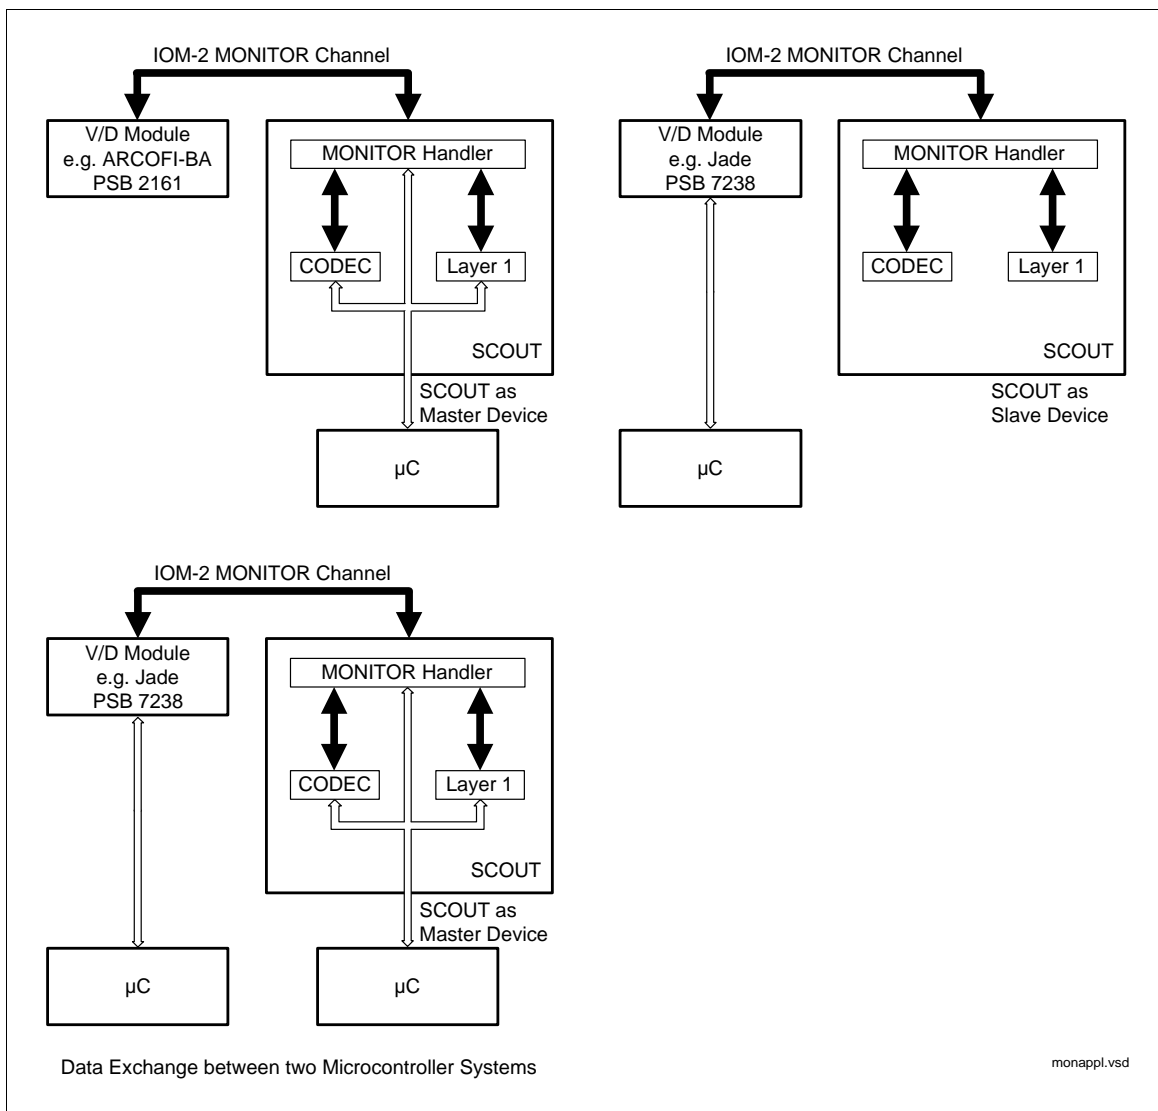 IOM-2 MONITOR Channel
V/D Module
e.g. ARCOFI-BA
PSB 2161
MONITOR Handler
CODEC
Layer 1
SCOUT
SCOUT as
Master Device
µC
IOM-2 MONITOR Channel
V/D Module
e.g. Jade
PSB 7238
MONITOR Handler
CODEC
Layer 1
SCOUT
SCOUT as
Slave Device
µC
IOM-2 MONITOR Channel
V/D Module
e.g. Jade
PSB 7238
MONITOR Handler
CODEC
Layer 1
SCOUT
SCOUT as
Master Device
µC
µC
Data Exchange between two Microcontroller Systems
monappl.vsd